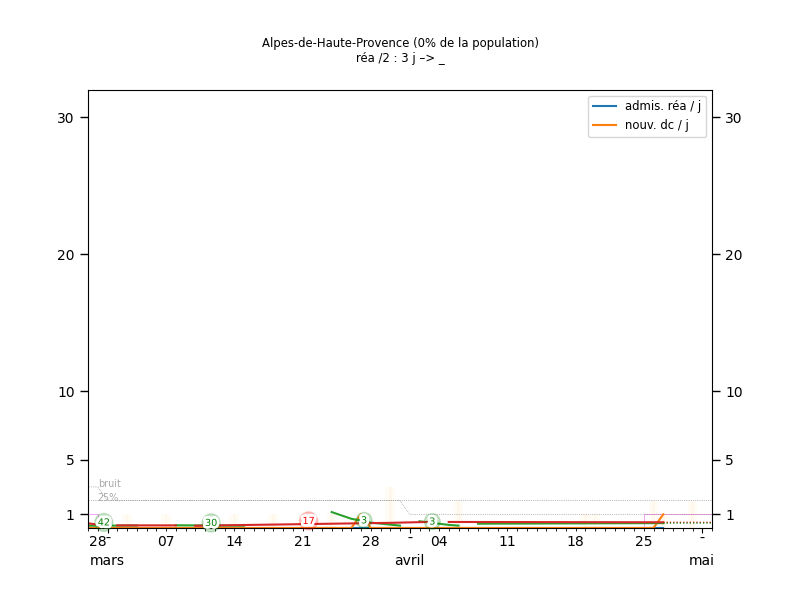 Alpes-de-Haute-Provence (0% de la population)
réa /2 : 3 j –> _
admis. réa / j
nouv. dc / j
30 30
20 20
10 10
5 5
bruit
25%
1 1
42 30 17 3 3
28 07 14 21 28 04 11 18 25
mars avril mai